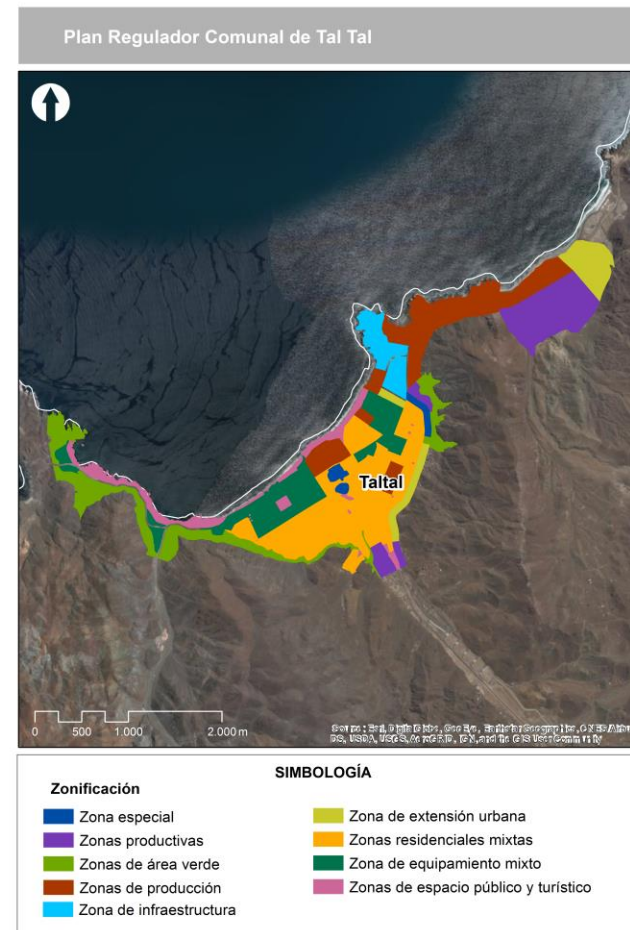 Plan Regulador Comunal de Tal Tal
Taltal
0 500 1.000 2.000 m
SIMBOLOGÍA
Zonificación
Zona especial
Zonas productivas
Zonas de área verde
Zonas de producción
Zona de infraestructura
Zona de extensión urbana
Zonas residenciales mixtas
Zona de equipamiento mixto
Zonas de espacio público y turístico